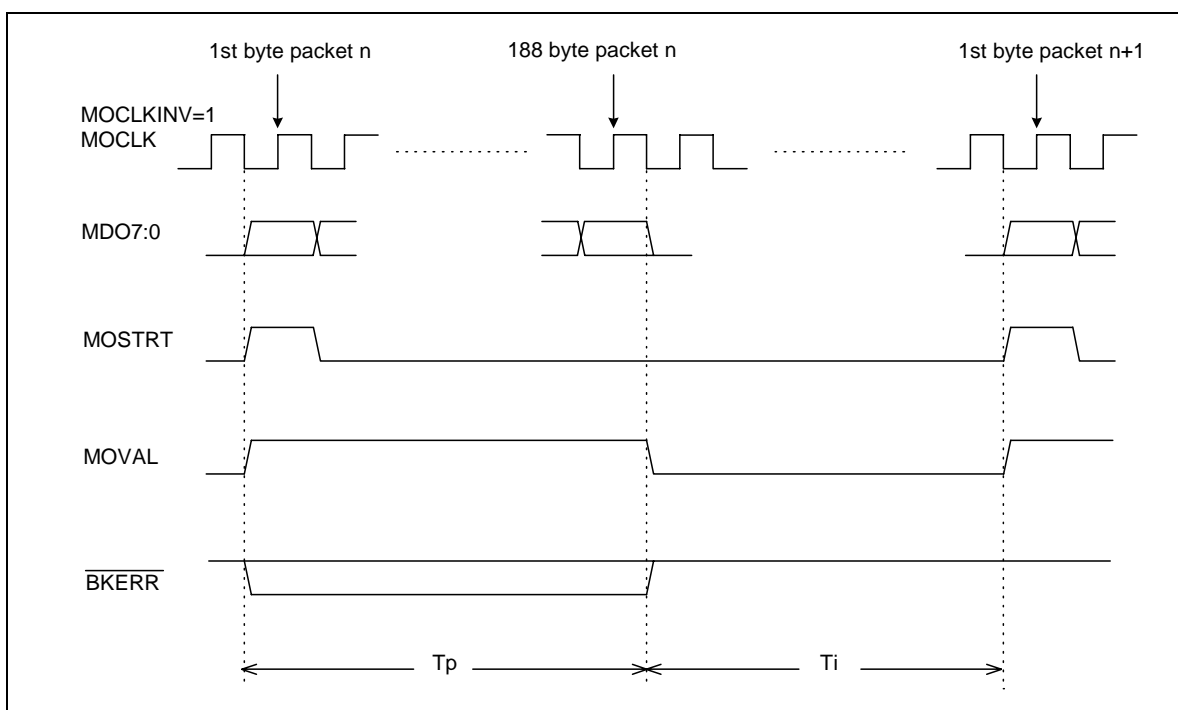 1st byte packet n
188 byte packet n
1st byte packet n+1
MOCLKINV=1
MOCLK
MDO7:0
MOSTRT
MOVAL
BKERR
Tp
Ti